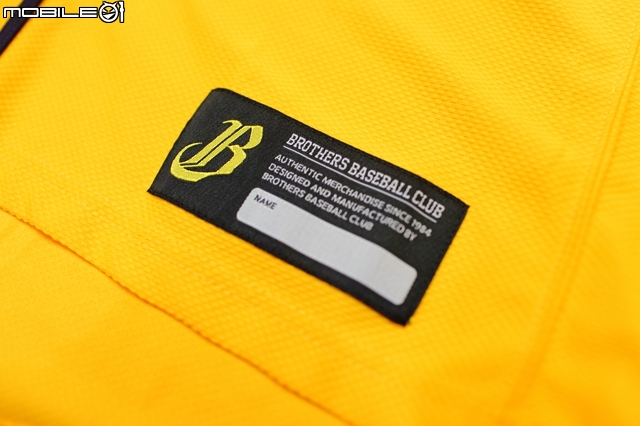 MOBILE01
B
BROTHERS BASEBALL CLUB
AUTHENTIC MERCHANDISE SINCE 1984
DESIGNED AND MANUFACTURED BY
BROTHERS BASEBALL CLUB
NAME